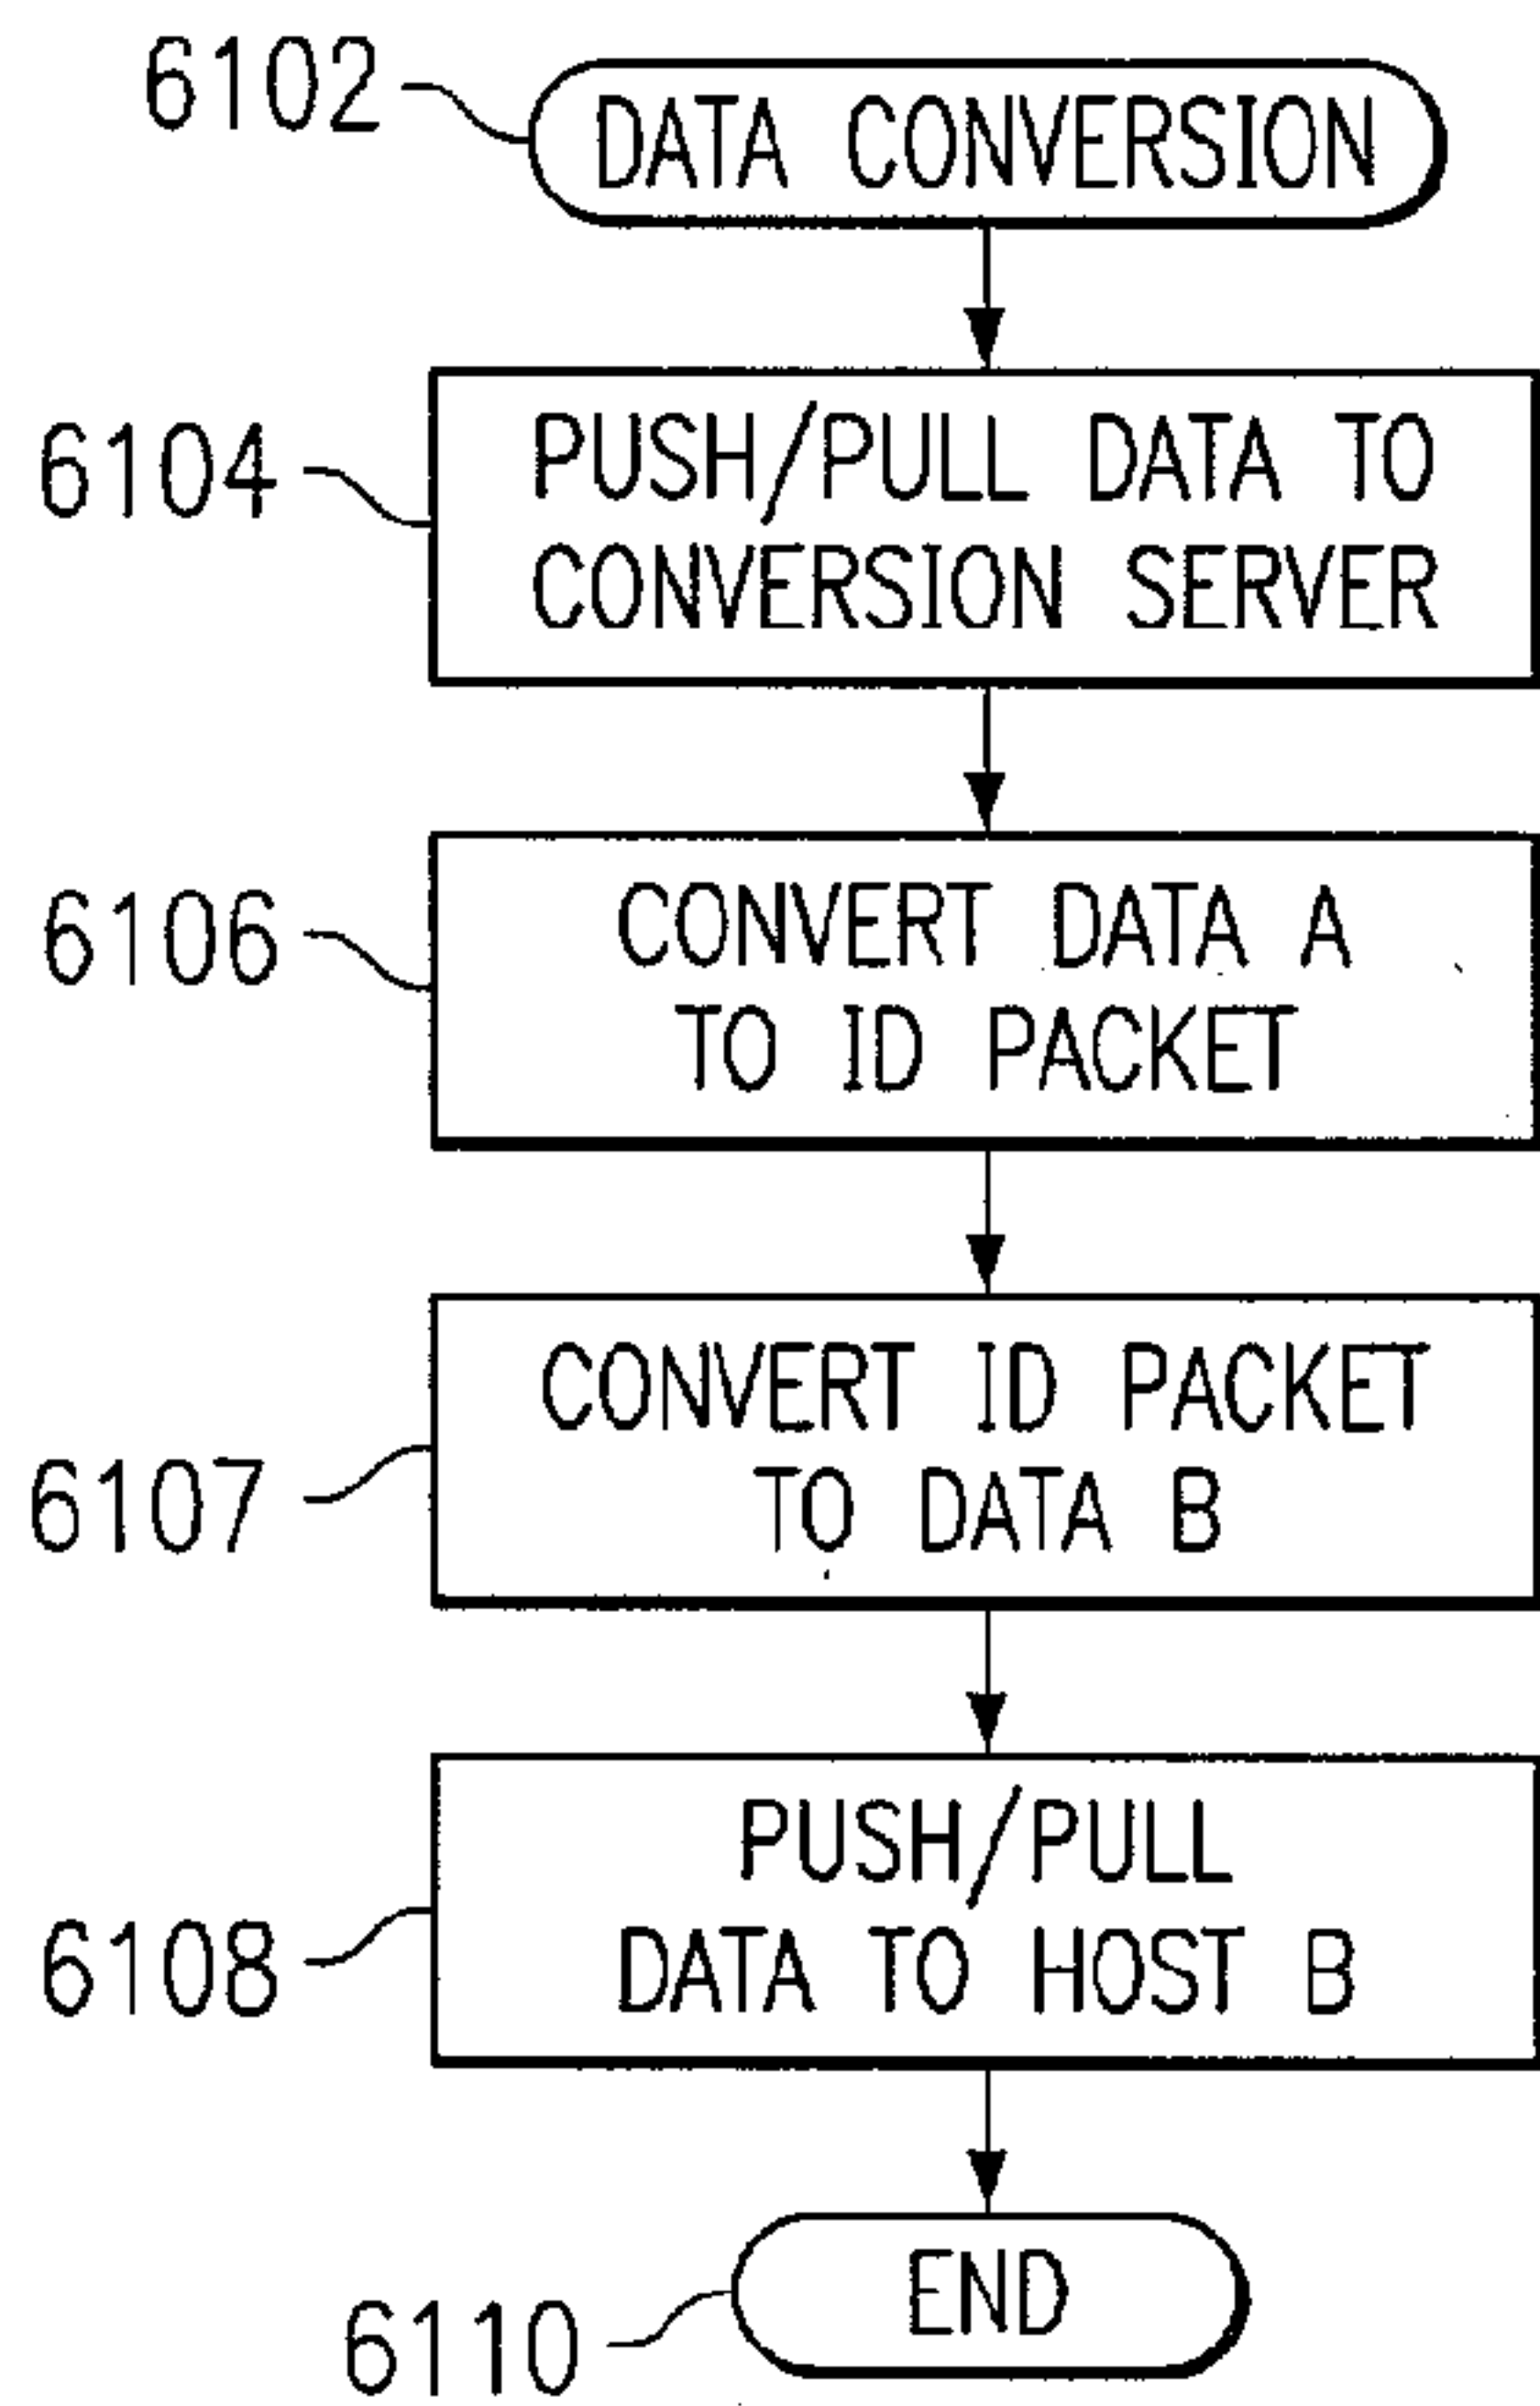 6102
DATA CONVERSION
6104
PUSH/PULL DATA TO
CONVERSION SERVER
6106
CONVERT DATA A
TO ID PACKET
6107
CONVERT ID PACKET
TO DATA B
6108
PUSH/PULL
DATA TO HOST B
6110
END